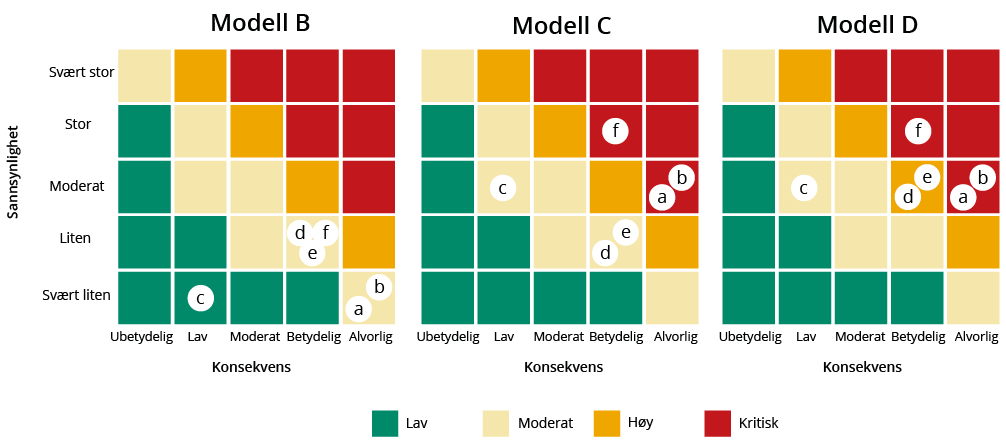 Modell B
Modell C
Modell D
Sannsynlighet
Svært stor
Stor
Moderat
Liten
Svært liten
d f
e
c
b
a
f
c
b
a
e
d
f
c
e
d
b
a
Ubetydelig Lav Moderat Betydelig Alvorlig
Ubetydelig Lav Moderat Betydelig Alvorlig
Ubetydelig Lav Moderat Betydelig Alvorlig
Konsekvens
Konsekvens
Konsekvens
Lav
Moderat
Høy
Kritisk